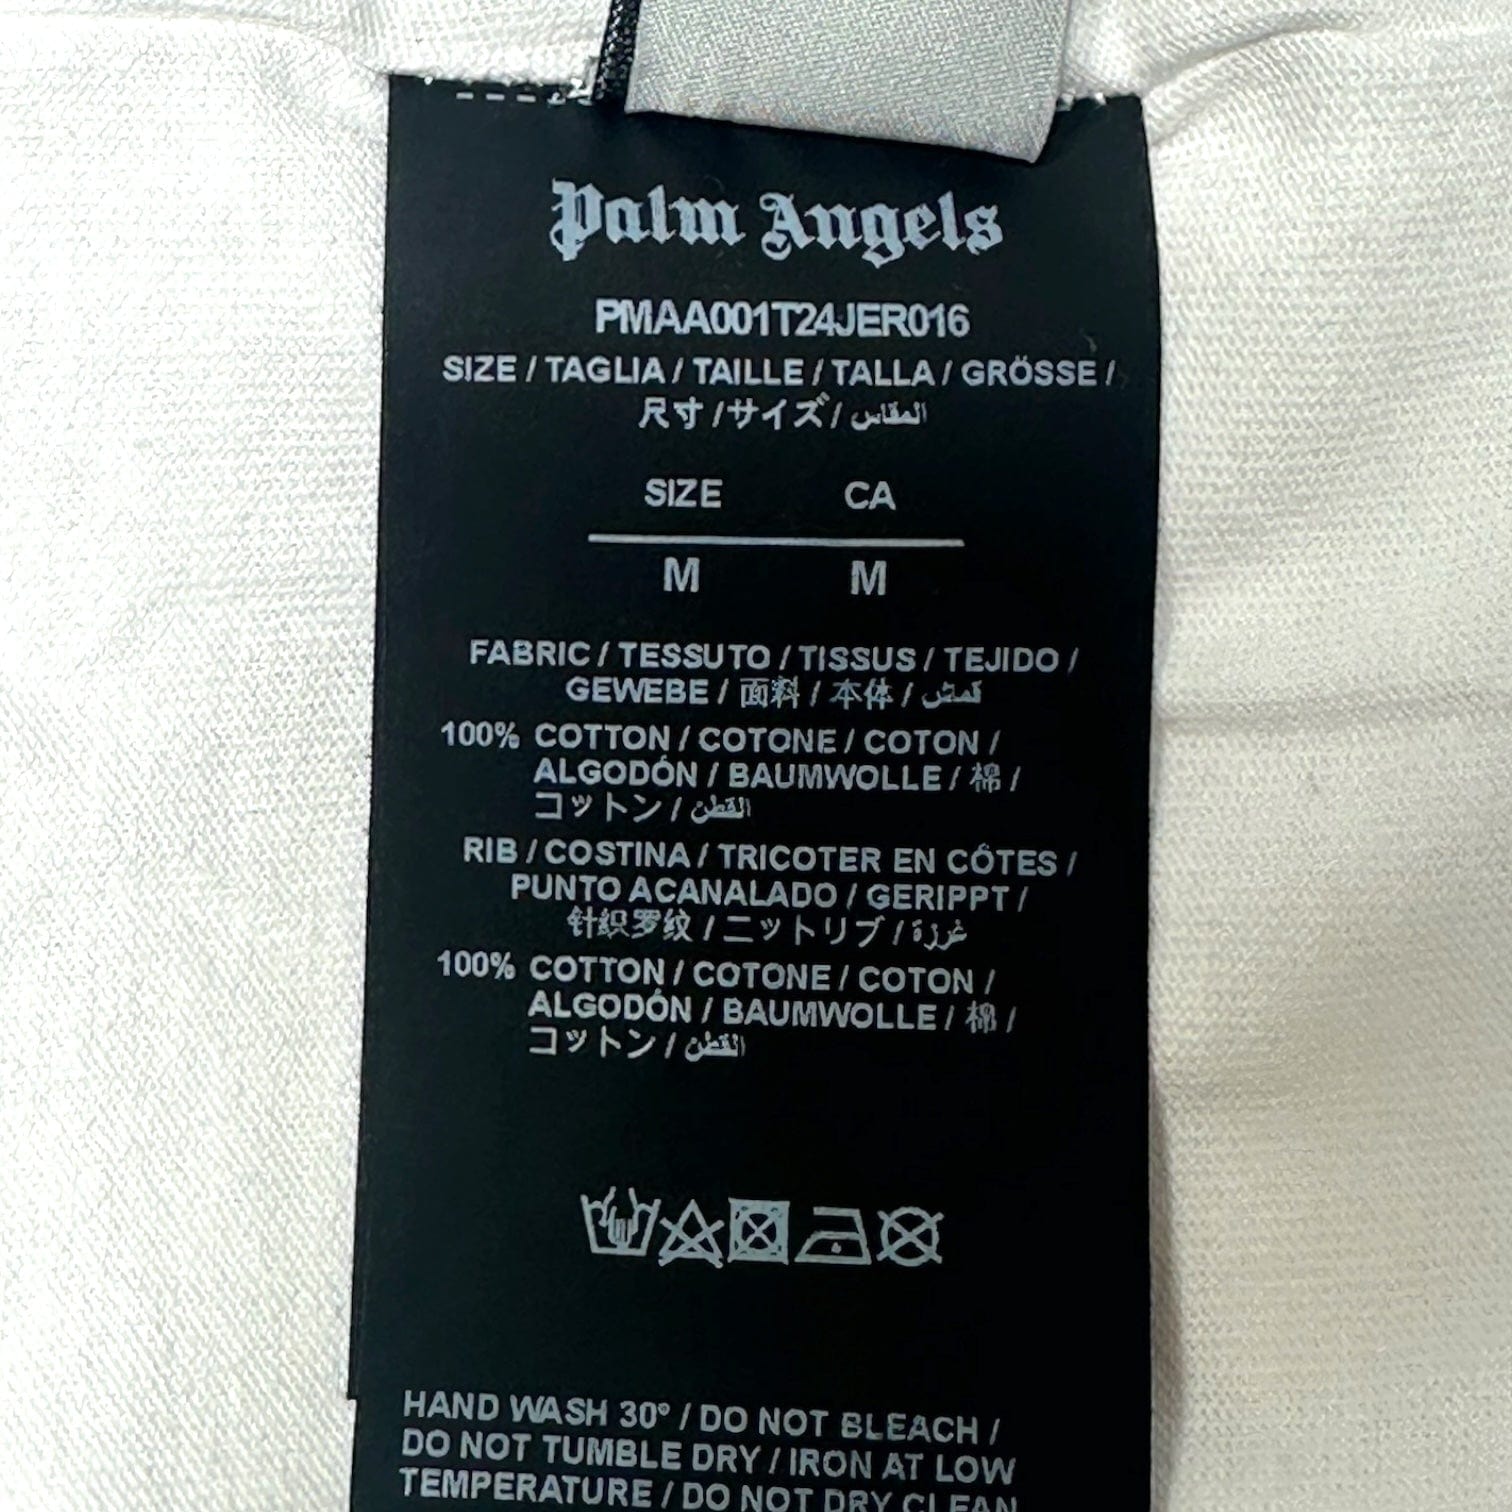 Palm Angels
PMAA001T24JER016
SIZE / TAGLIA / TAILLE / TALLA / GRÖSSE /
尺寸 / サイズ / المقاس
SIZE CA
M M
FABRIC / TESSUTO / TISSUS / TEJIDO /
GEWEBE / 面料 / 本体 / قمش
100% COTTON / COTONE / COTON /
ALGODÓN / BAUMWOLLE / 棉 /
コットン / القطن
RIB / COSTINA / TRICOTER EN CÔTES /
PUNTO ACANALADO / GERIPPT /
针织罗纹 / ニットリブ / غرزة
100% COTTON / COTONE / COTON /
ALGODÓN / BAUMWOLLE / 棉 /
コットン / القطن
HAND WASH 30° / DO NOT BLEACH /
DO NOT TUMBLE DRY / IRON AT LOW
TEMPERATURE / DO NOT DRY CLEAN